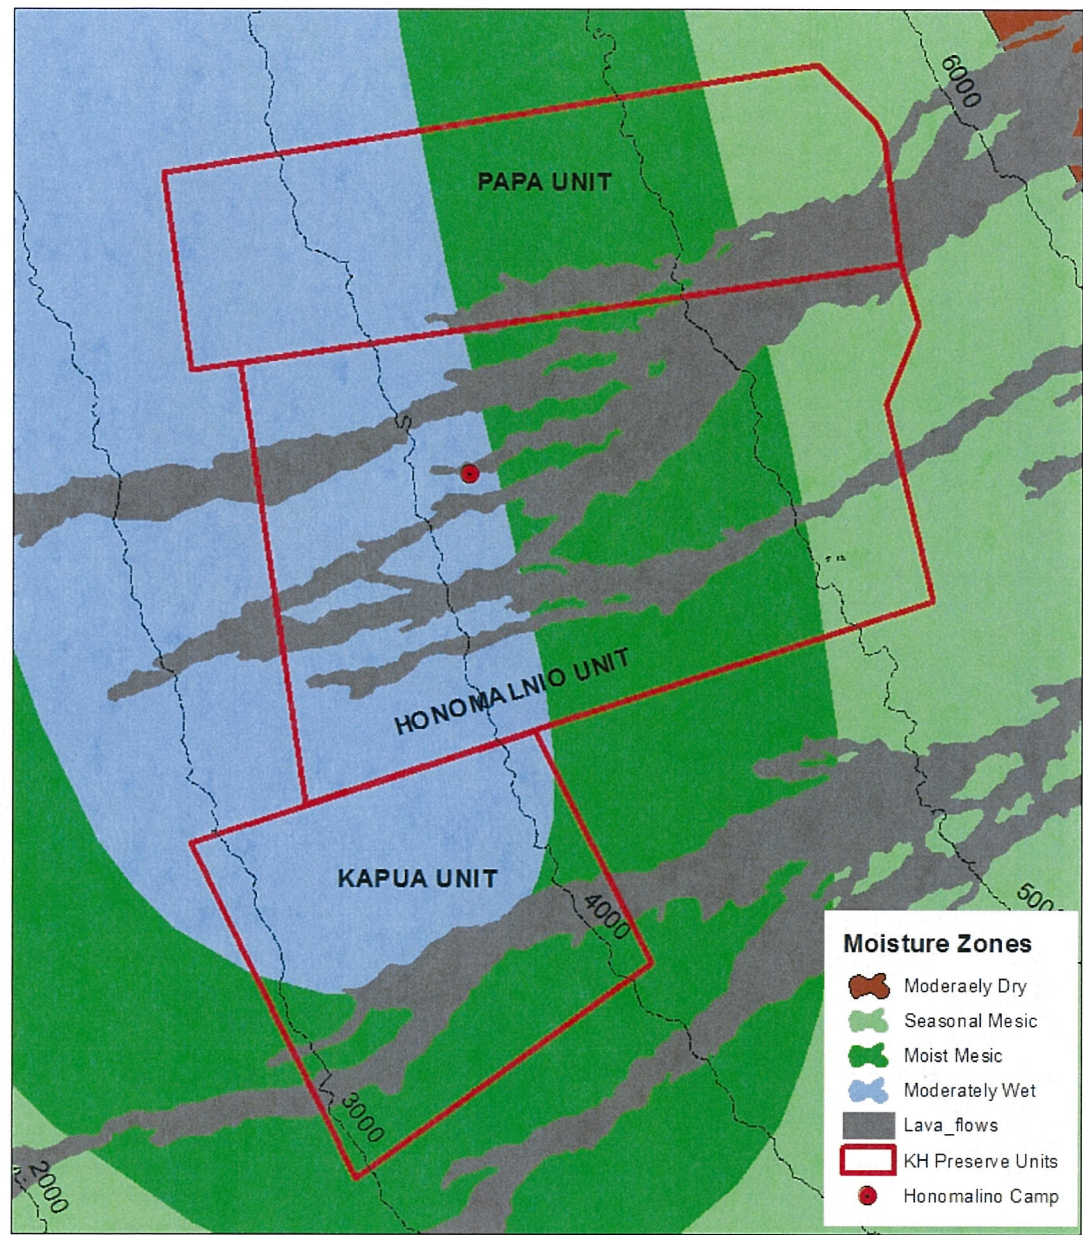 6000
PAPA UNIT
HONOMALNIO UNIT
KAPUA UNIT
4000
500
3000
2000
Moisture Zones
Moderaely Dry
Seasonal Mesic
Moist Mesic
Moderately Wet
Lava_flows
KH Preserve Units
Honomalino Camp